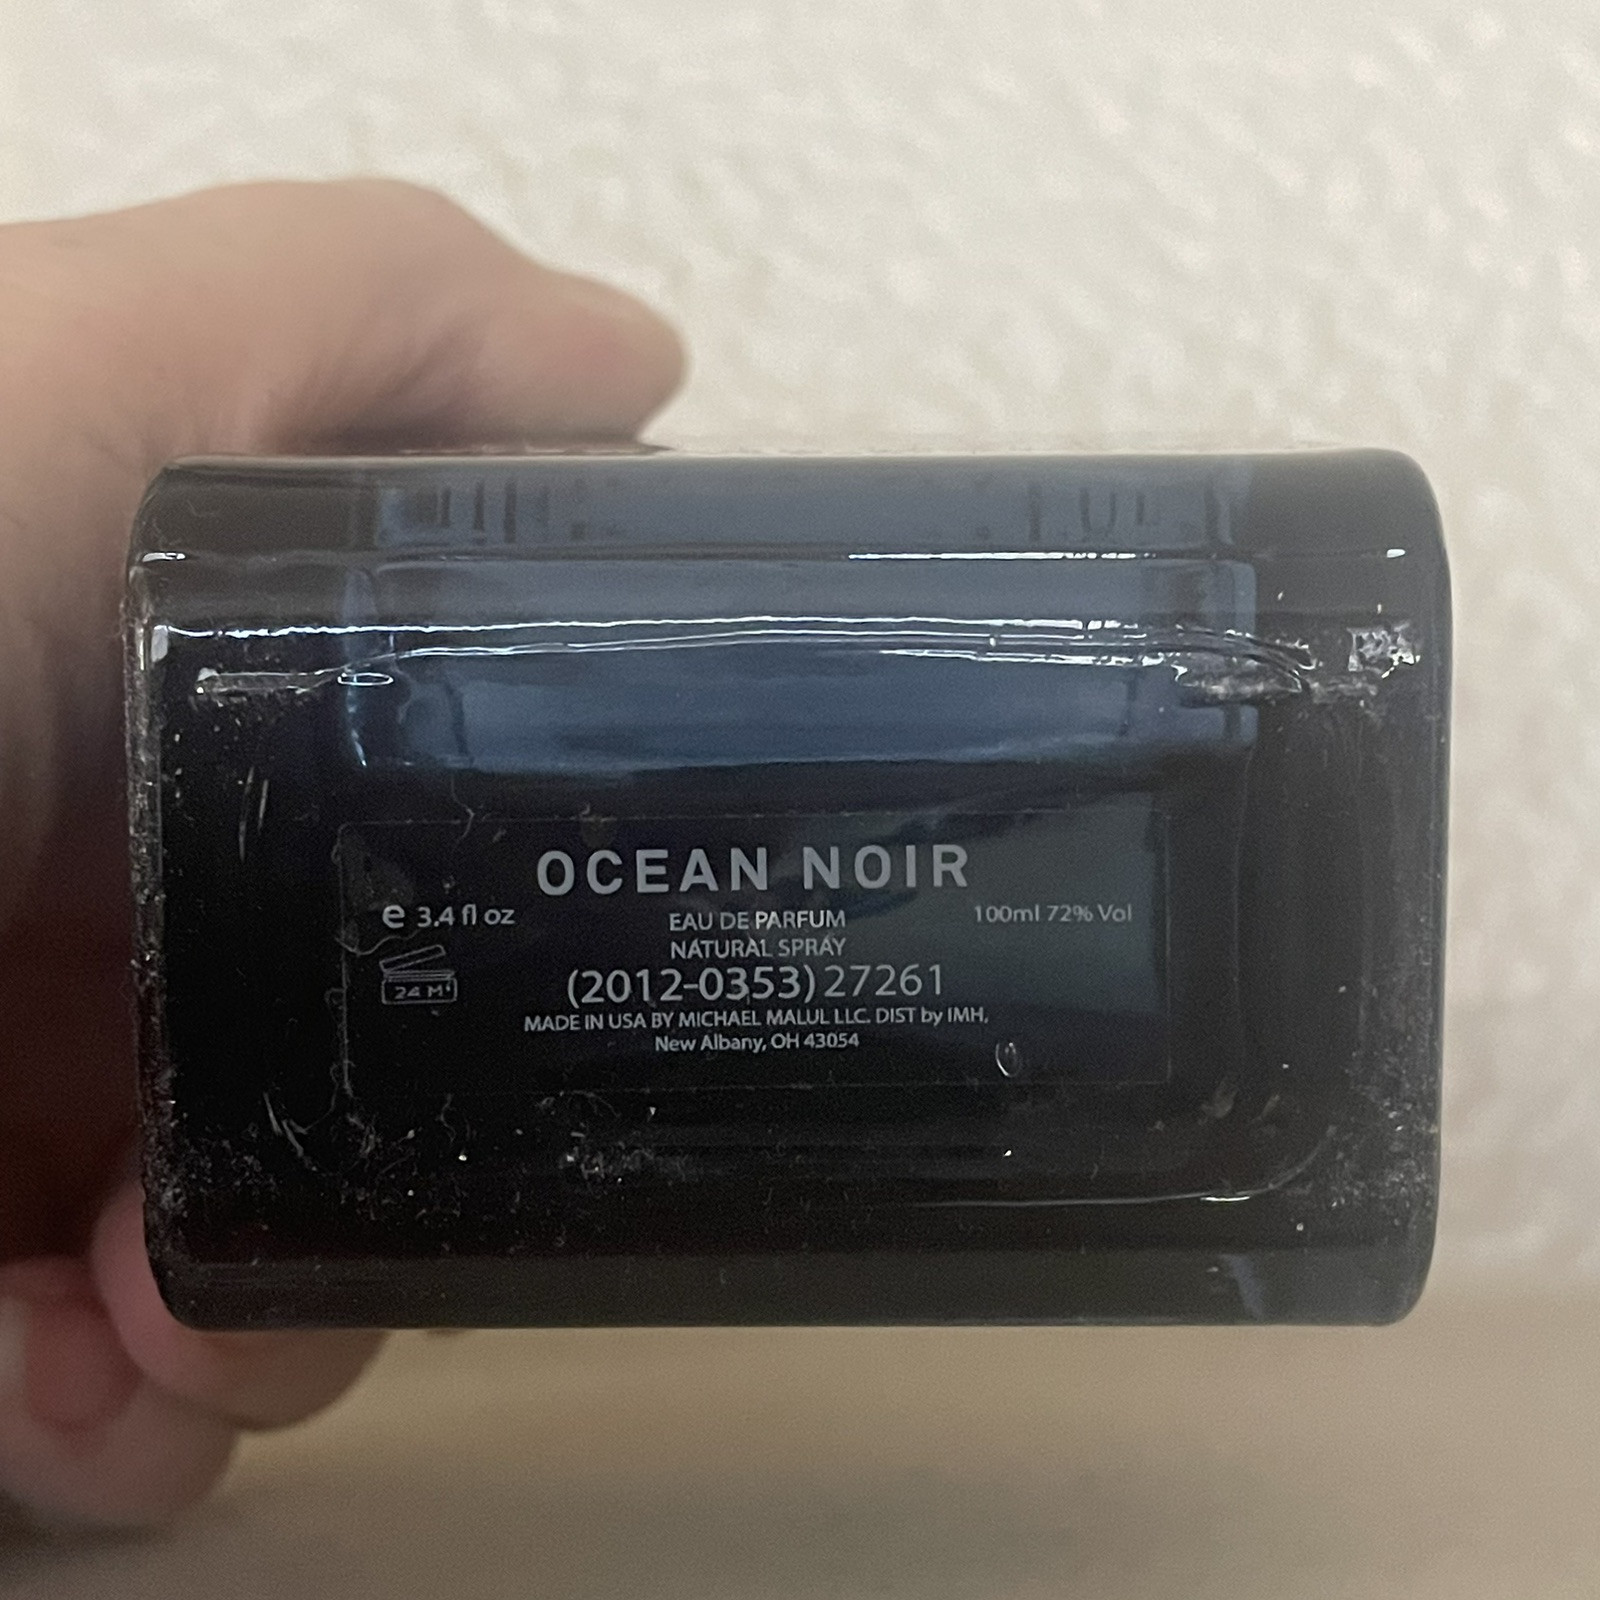 OCEAN NOIR
e 3.4 fl oz
EAU DE PARFUM
100ml 72% Vol
NATURAL SPRAY
24 M
(2012-0353) 27261
MADE IN USA BY MICHAEL MALUL LLC. DIST by IMH,
New Albany, OH 43054